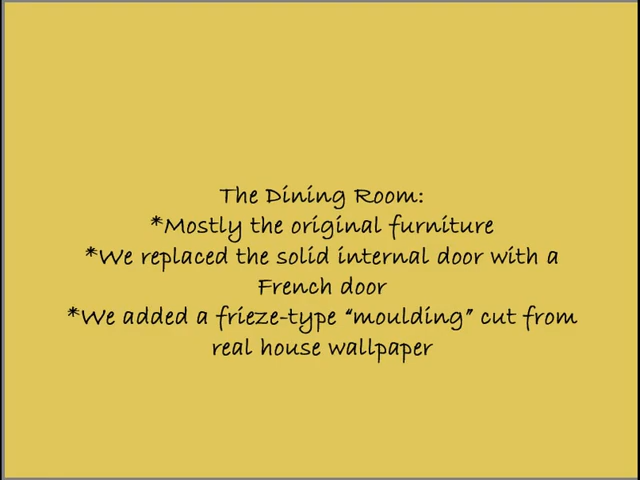 The Dining Room:
*Mostly the original furniture
*We replaced the solid internal door with a
French door
*We added a frieze-type “moulding” cut from
real house wallpaper